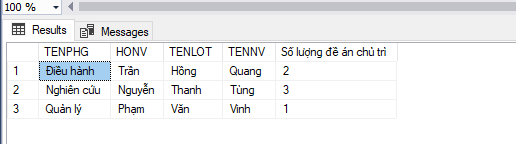 100 %
Results Messages
TENPHG HONV TENLOT TENNV Số lượng đề án chủ trì
1 Điều hành Trần Hồng Quang 2
2 Nghiên cứu Nguyễn Thanh Tùng 3
3 Quản lý Phạm Văn Vinh 1